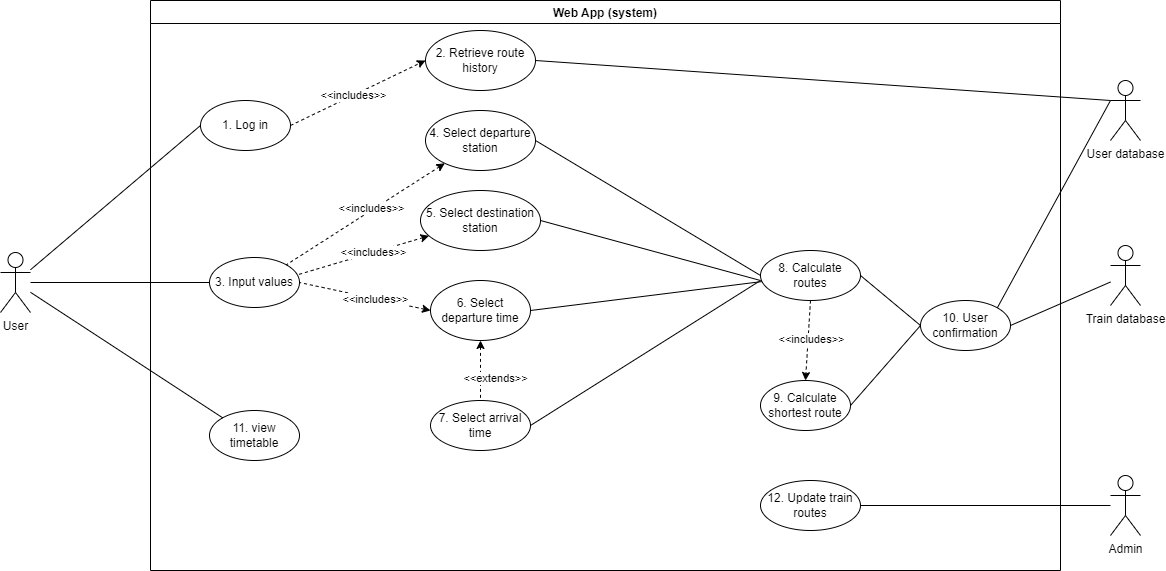 Web App (system)
2. Retrieve route
history
<<includes>>
1. Log in
4. Select departure
station
User database
<<includes>>
5. Select destination
station
<<includes>>
3. Input values
8. Calculate
routes
<<includes>>
6. Select
departure time
10. User
confirmation
Train database
User
<<includes>>
<<extends>>
9. Calculate
shortest route
7. Select arrival
time
11. view
timetable
12. Update train
routes
Admin